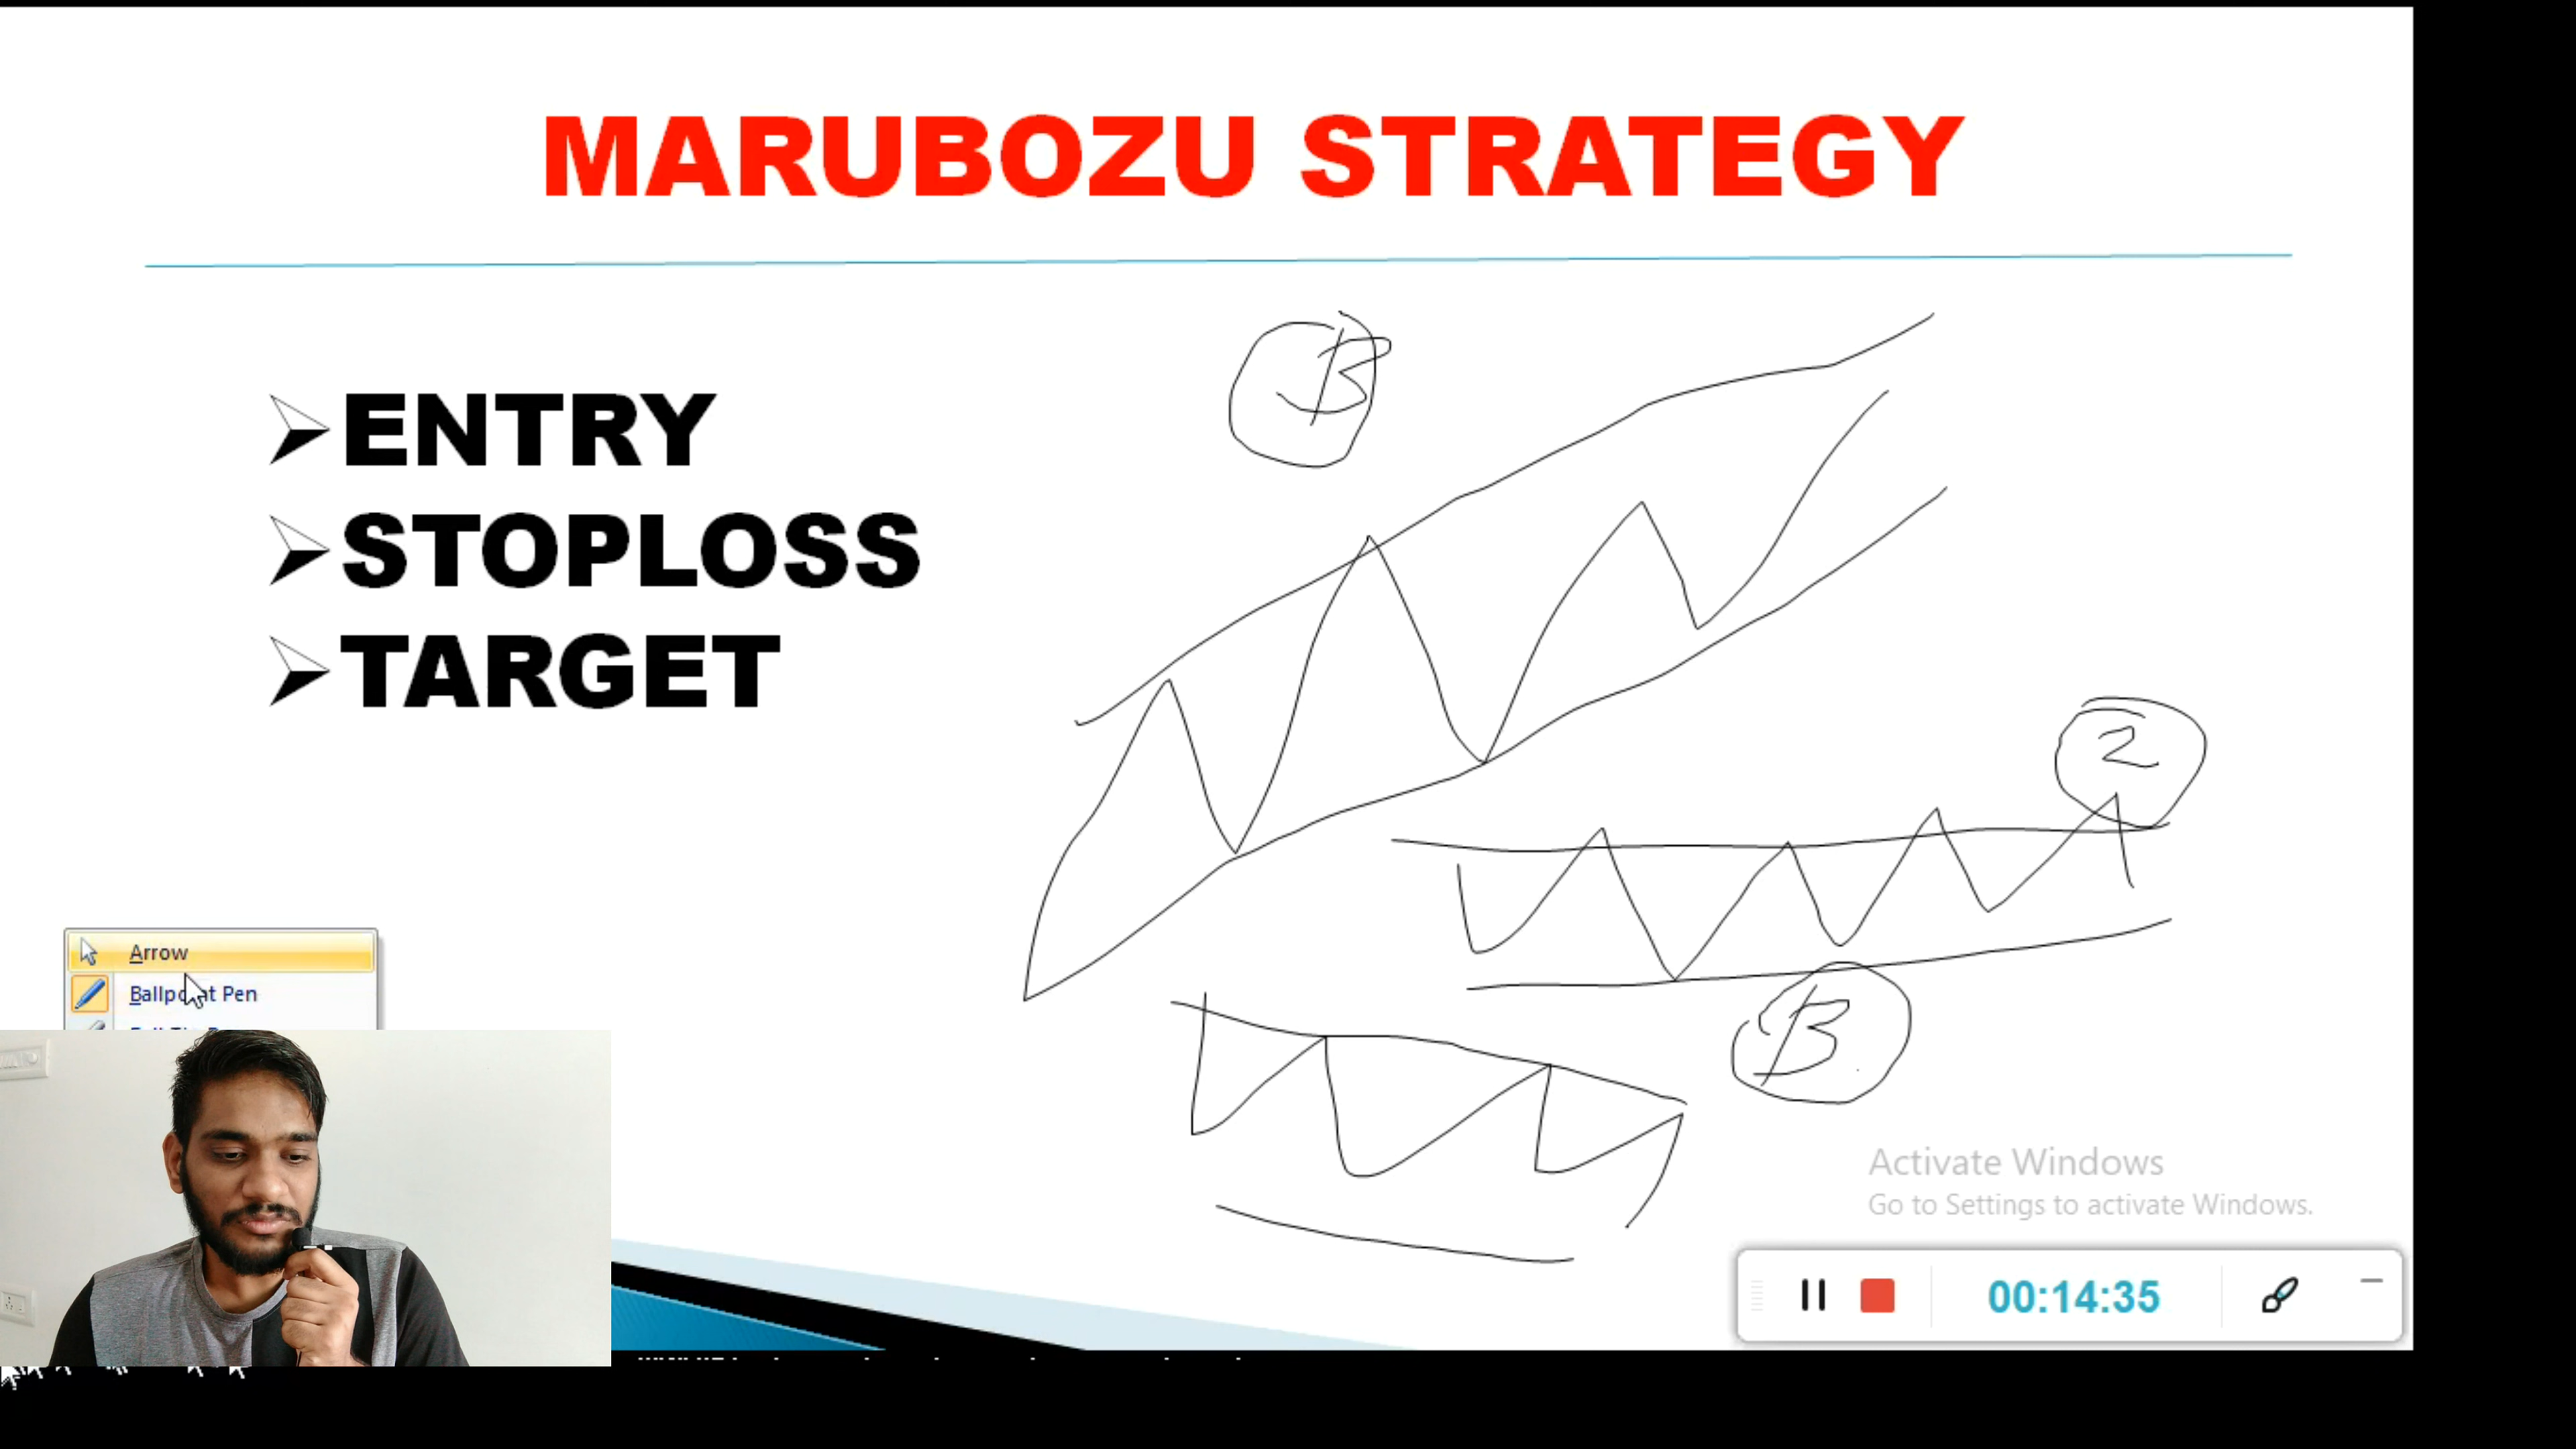 MARUBOZU STRATEGY
ENTRY
STOPLOSS
TARGET
2
Arrow
Ballpoint Pen
Activate Windows
Go to Settings to activate Windows.
00:14:35